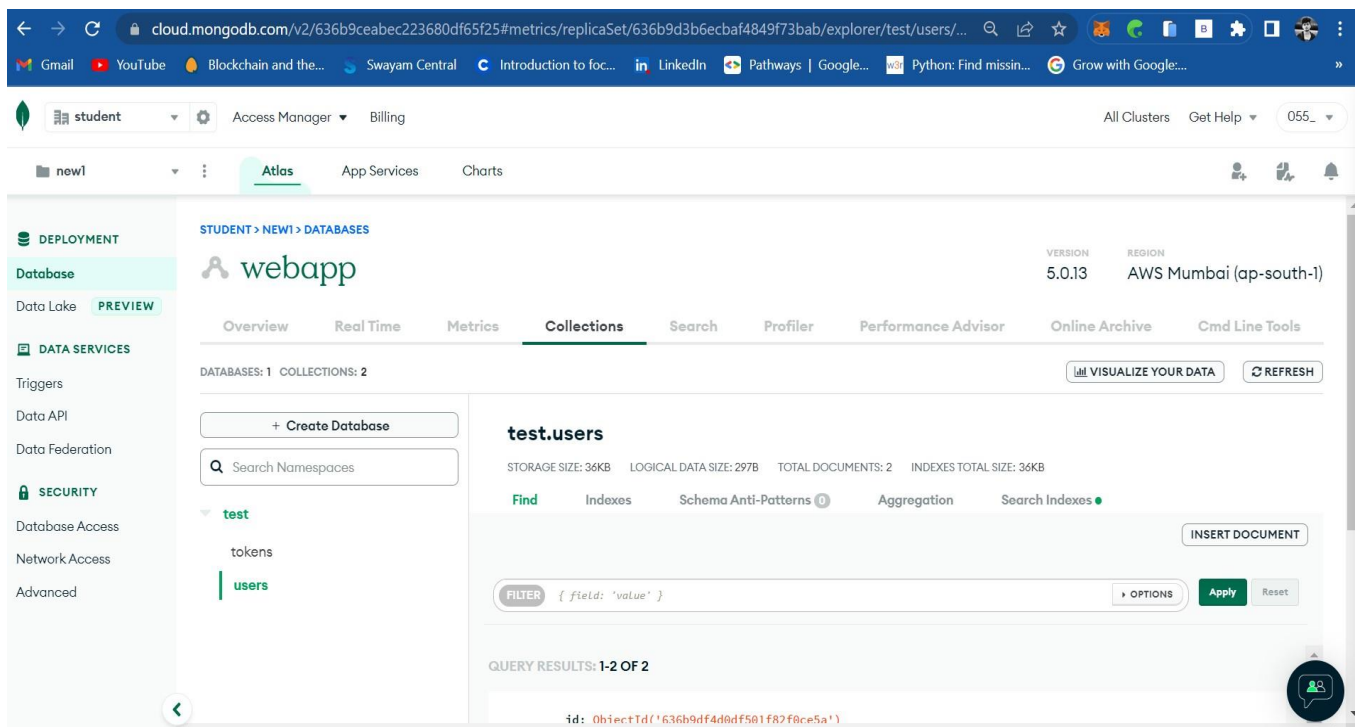 cloud.mongodb.com/v2/636b9ceabec223680df65f25#metrics/replicaSet/636b9d3b6ecbaf4849f73bab/explorer/test/users/...
Gmail YouTube Blockchain and the... Swayam Central Introduction to foc... LinkedIn Pathways | Google... w3r Python: Find missin... Grow with Google:... »
student Access Manager Billing All Clusters Get Help 055_
new1 Atlas App Services Charts
DEPLOYMENT
Database
Data Lake PREVIEW
DATA SERVICES
Triggers
Data API
Data Federation
SECURITY
Database Access
Network Access
Advanced
STUDENT > NEW1 > DATABASES
webapp
VERSION REGION
5.0.13 AWS Mumbai (ap-south-1)
Overview Real Time Metrics Collections Search Profiler Performance Advisor Online Archive Cmd Line Tools
DATABASES: 1 COLLECTIONS: 2 VISUALIZE YOUR DATA REFRESH
+ Create Database
Search Namespaces
test
tokens
users
test.users
STORAGE SIZE: 36KB LOGICAL DATA SIZE: 297B TOTAL DOCUMENTS: 2 INDEXES TOTAL SIZE: 36KB
Find Indexes Schema Anti-Patterns 0 Aggregation Search Indexes
INSERT DOCUMENT
FILTER { field: 'value' } OPTIONS Apply Reset
QUERY RESULTS: 1-2 OF 2
id: ObjectId('636b9df4d0df501f82f0ce5a')